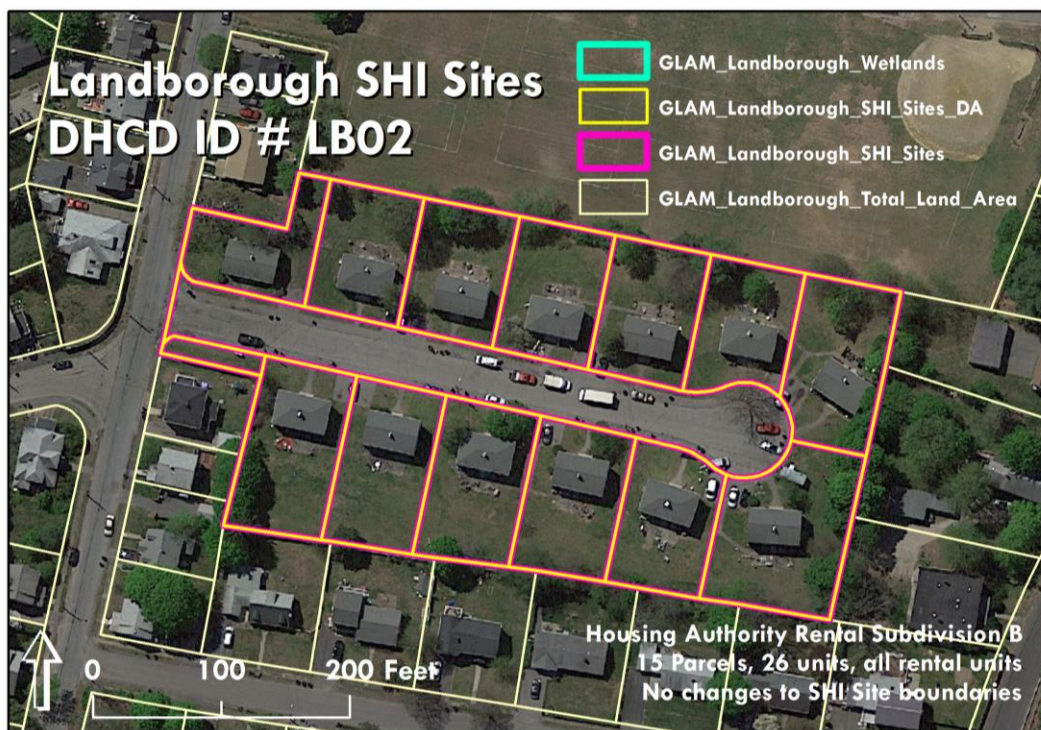 Landborough SHI Sites
DHCD ID # LB02
GLAM_Landborough_Wetlands
GLAM_Landborough_SHI_Sites_DA
GLAM_Landborough_SHI_Sites
GLAM_Landborough_Total_Land_Area
Housing Authority Rental Subdivision B
15 Parcels, 26 units, all rental units
No changes to SHI Site boundaries
0 100 200 Feet